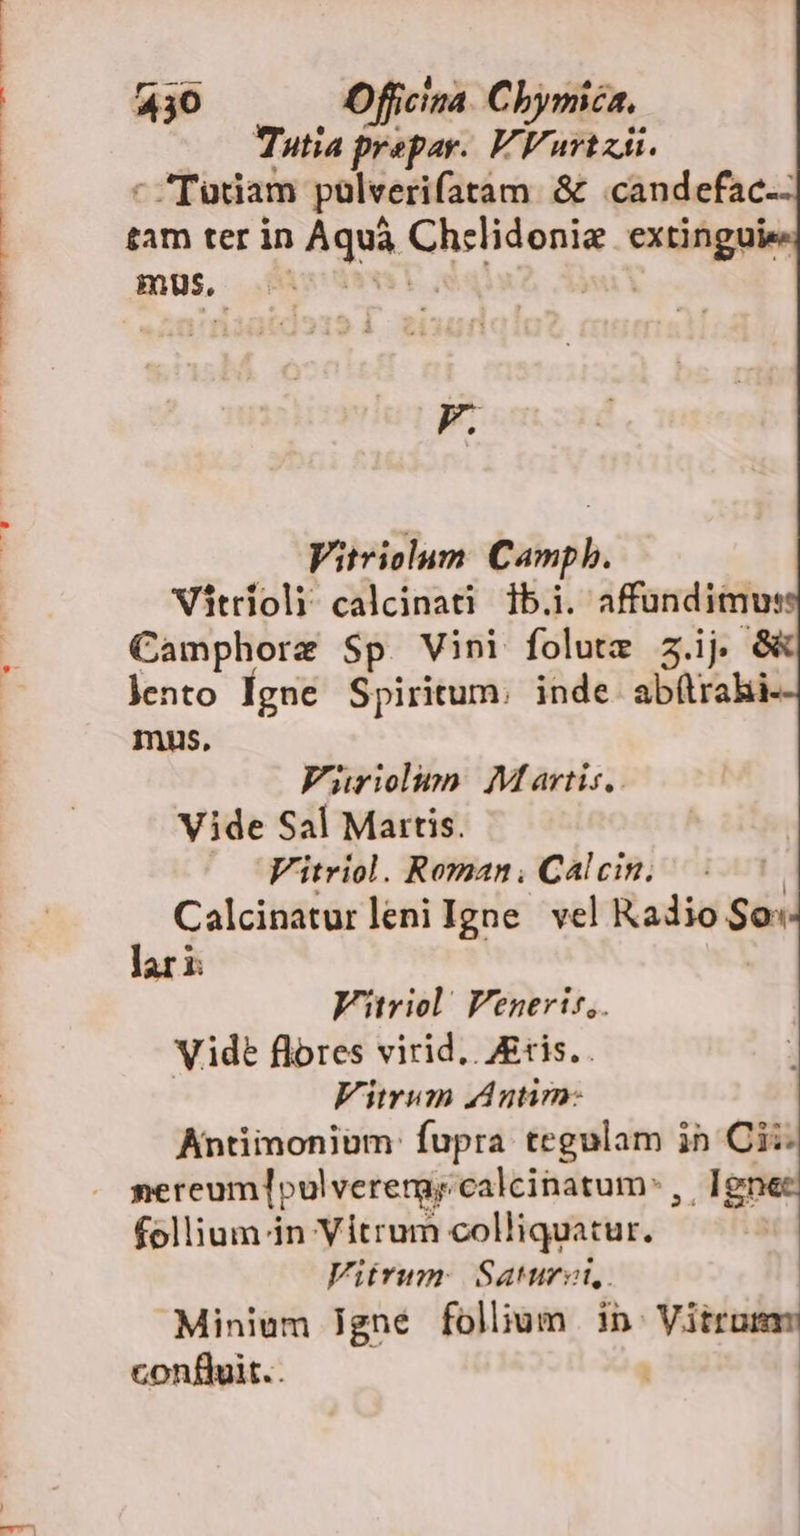 430 Officina Chymica.
Tutia prepar. VVurtzii.
Tutiam pulveriſatam & candefac-
tam ter in Aquà Chelidoniæ extingui-
mus.
V.
Vitriolum Camph.
Vitrioli calcinati ℔.i. affundimus
Camphoræ Sp Vini ſolutæ ʒ.ij. &
lento Igne Spiritum inde abſtrahi-
mus.
Vitriolum Martis.
Vide Sal Martis.
Vitriol. Roman. Calcin.
Calcinatur leni Igne vel Radio So-
lari
Vitriol Veneris.
Vide flores virid. Æris.
Vitrum Antim-
Antimonium ſupra tegulam in Ci-
nereum pulverem calcinatum, Igne
follium in Vitrum colliquatur.
Vitrum Saturni.
Minium Igne follium in Vitrum
confluit.